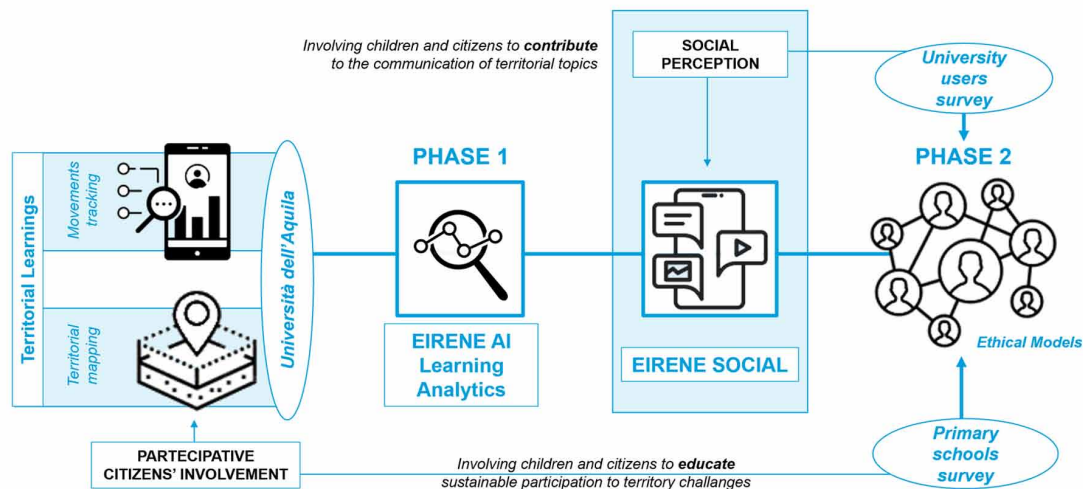 Involving children and citizens to contribute
to the communication of territorial topics
SOCIAL
PERCEPTION
University
users
survey
Territorial Learnings
Movements
tracking
Territorial
mapping
Università dell'Aquila
PHASE 1
EIRENE AI
Learning
Analytics
EIRENE SOCIAL
PHASE 2
Ethical Models
PARTECIPATIVE
CITIZENS' INVOLVEMENT
Involving children and citizens to educate
sustainable participation to territory challanges
Primary
schools
survey